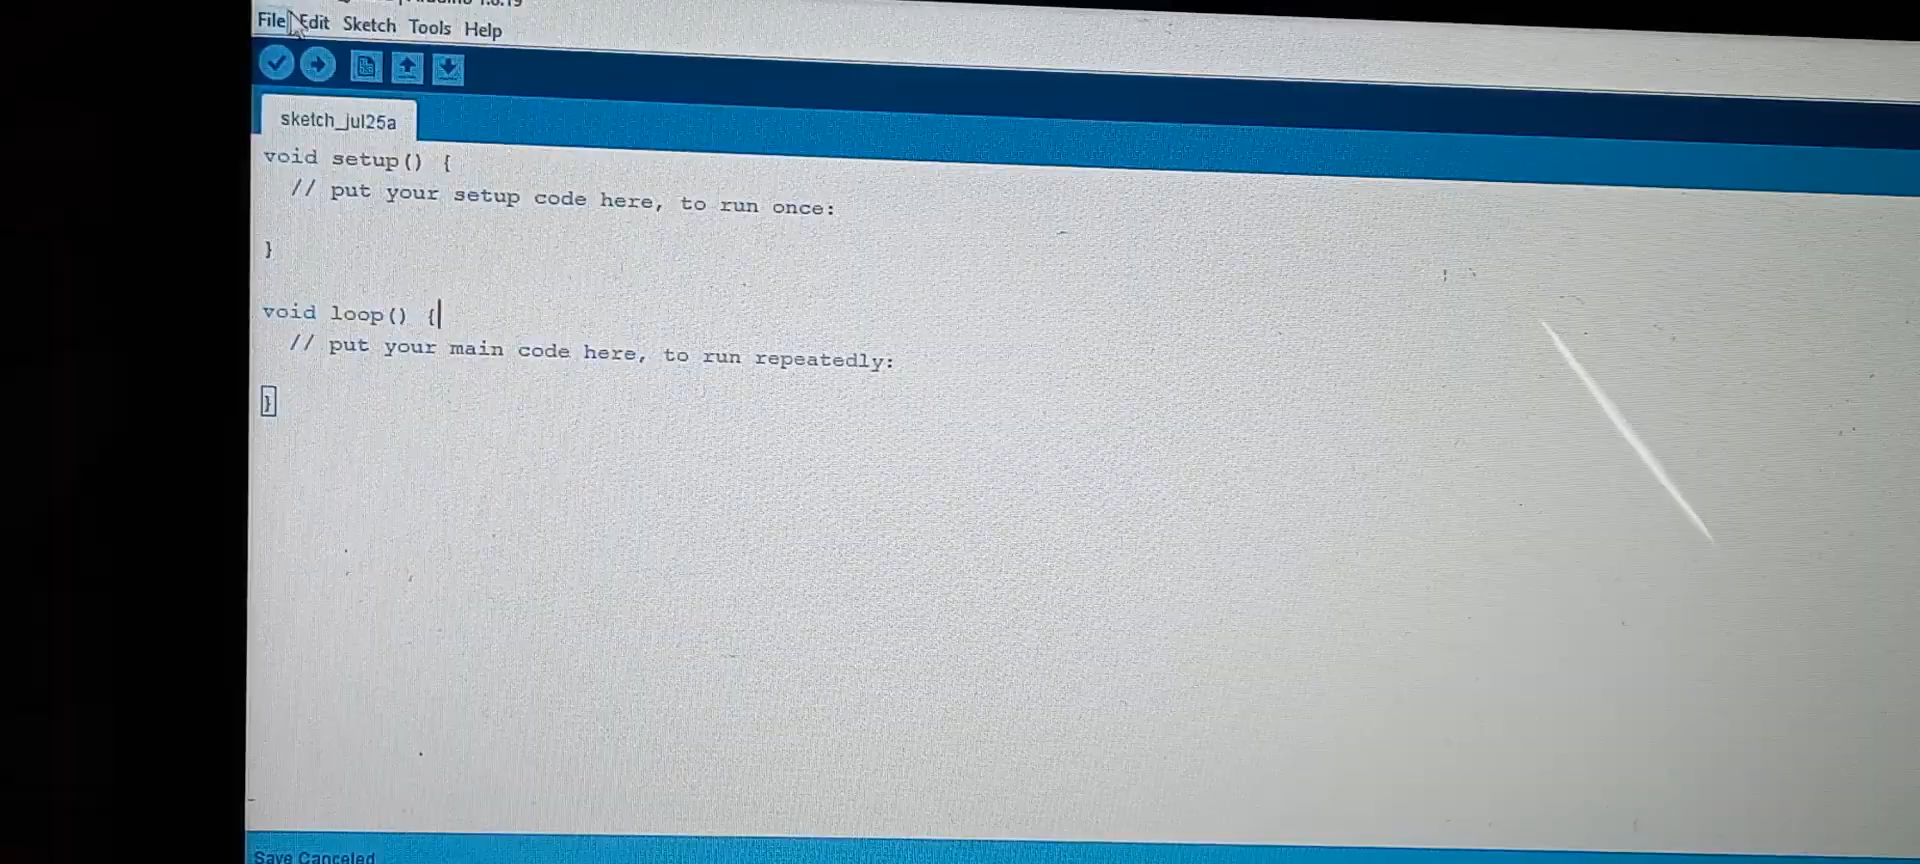 File Edit Sketch Tools Help
sketch_jul25a
void setup() {
// put your setup code here, to run once:
}
void loop() {
// put your main code here, to run repeatedly:
}
Save Canceled